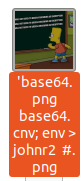 'base64.
png
base64.
cnv; env >
johnr2 #.
png